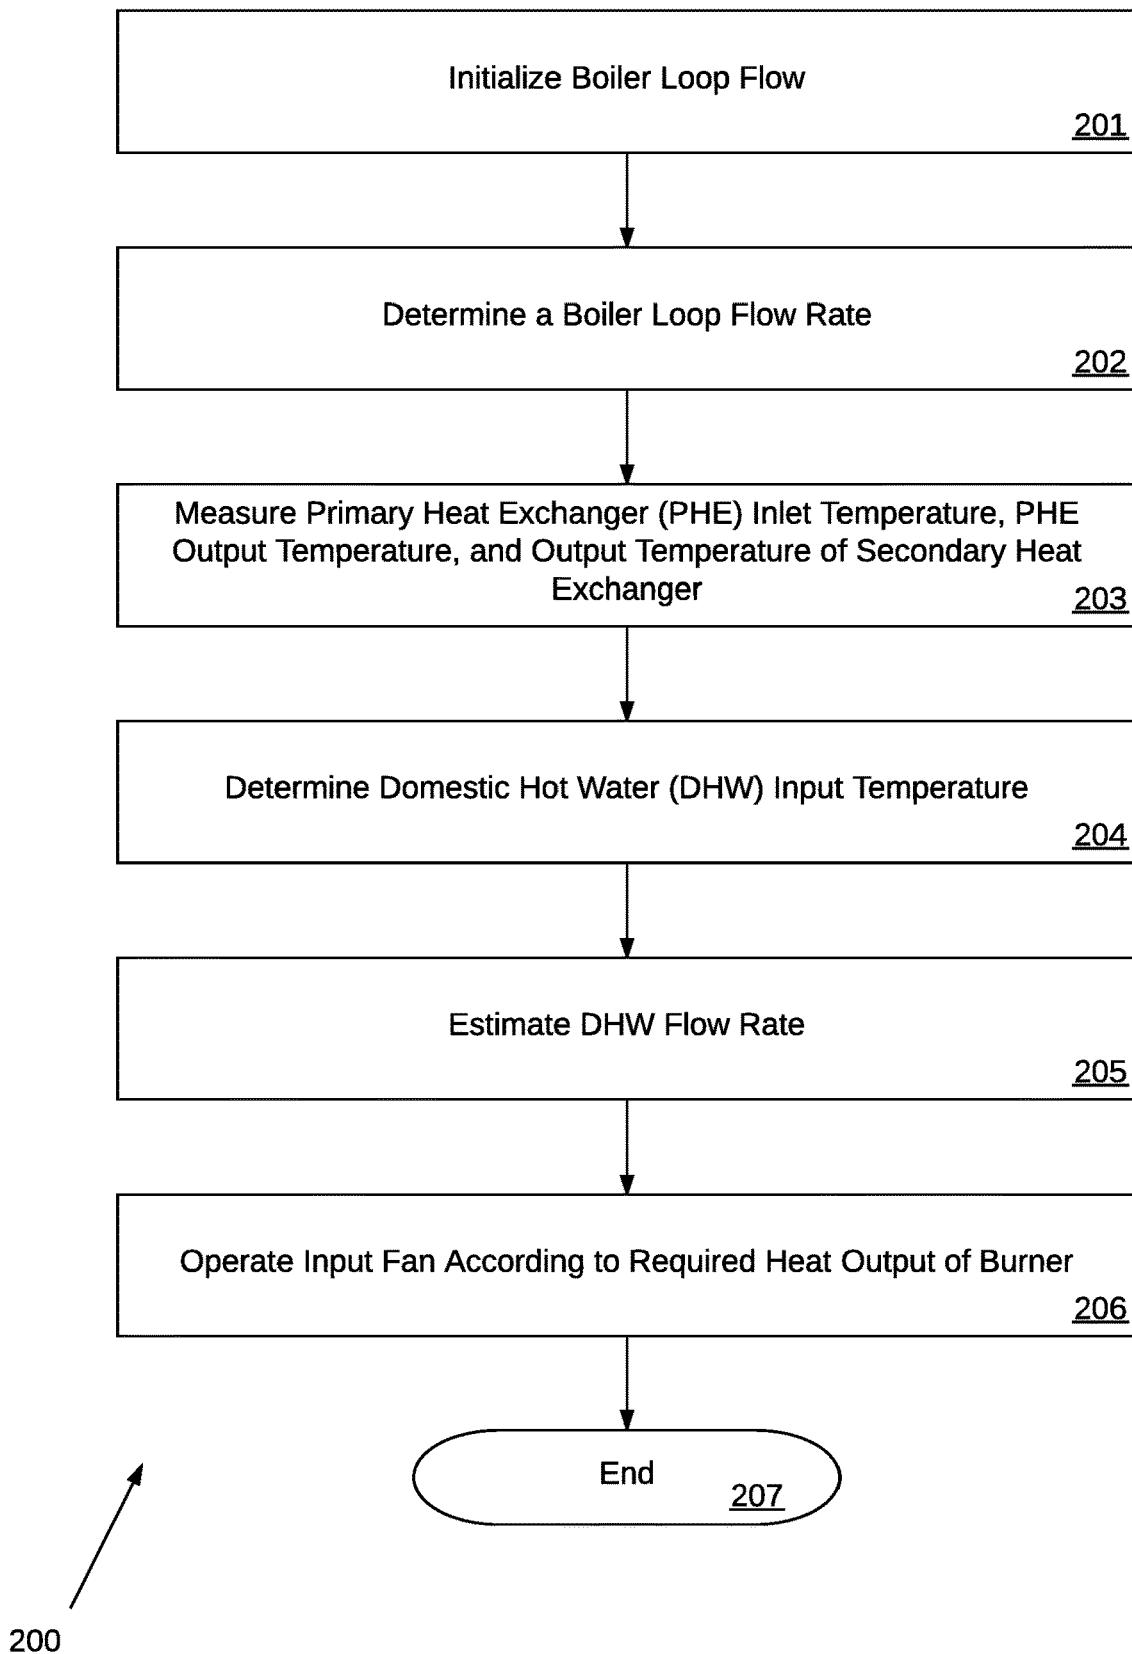 Initialize Boiler Loop Flow
201
Determine a Boiler Loop Flow Rate
202
Measure Primary Heat Exchanger (PHE) Inlet Temperature, PHE
Output Temperature, and Output Temperature of Secondary Heat
Exchanger
203
Determine Domestic Hot Water (DHW) Input Temperature
204
Estimate DHW Flow Rate
205
Operate Input Fan According to Required Heat Output of Burner
206
End
207
200